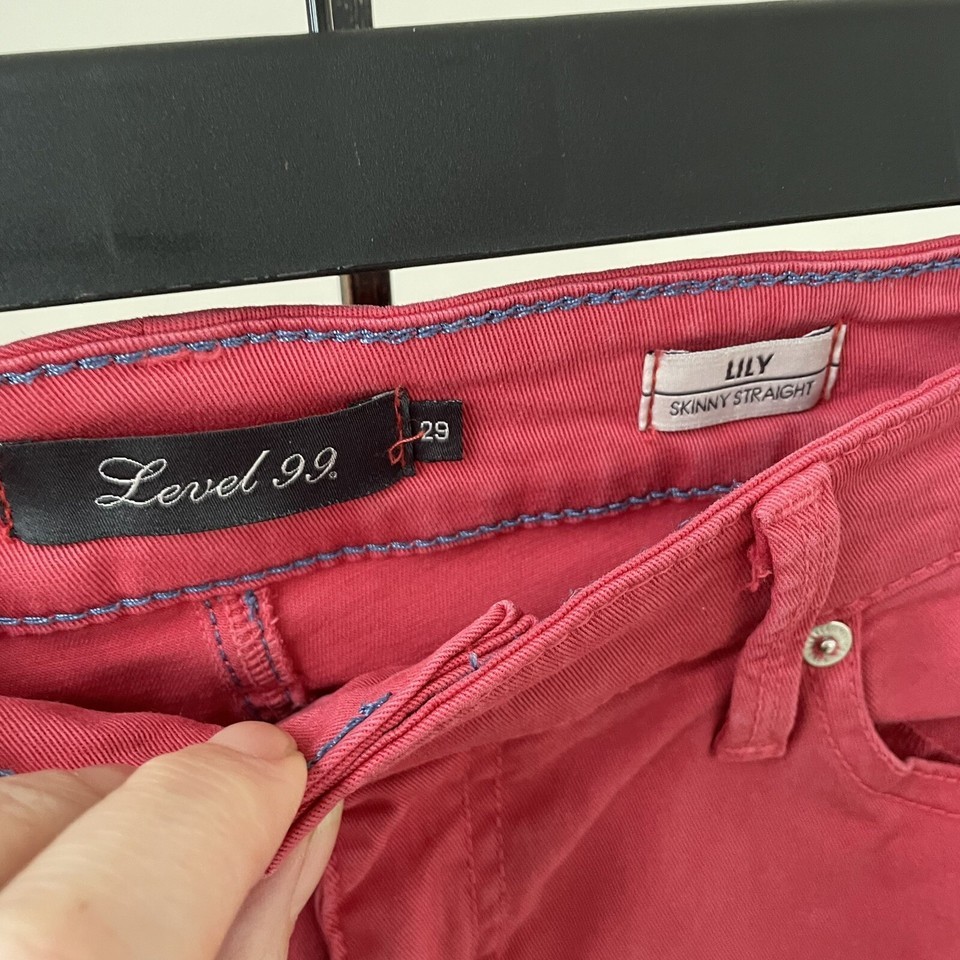 Level 99.
29
LILY
SKINNY STRAIGHT